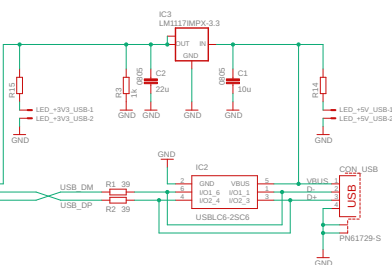 IC3
LM1117IMPX-3.3
OUT IN
R15
R3
1k
0805
C2
22u
0805
C1
10u
R14
LED_+3V3_USB-1
LED_+3V3_USB-2
LED_+5V_USB-1
LED_+5V_USB-2
GND
GND
GND
GND
GND
GND
GND
IC2
CON_USB
USB_DM
R1 39
USB_DP
R2 39
2 GND VBUS 5
6 I/O1_6 I/O1_1 1
4 I/O2_4 I/O2_3 3
USBLC6-2SC6
VBUS
D-
D+
USB
PN61729-S
GND